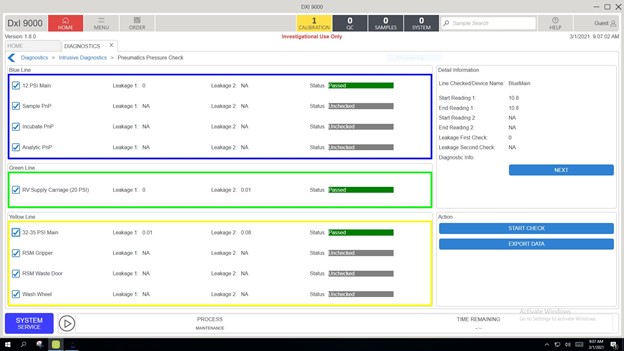 DxI 9000
DxI 9000
HOME
MENU
ORDER
1
CALIBRATION
0
QC
0
SAMPLES
0
SYSTEM
Sample Search
HELP
Guest
Version: 1.8.0
Investigational Use Only
3/1/2021 9:07:02 AM
HOME
DIAGNOSTICS X
Diagnostics > Intrusive Diagnostics > Pneumatics Pressure Check
Blue Line
12 PSI Main Leakage 1: 0 Leakage 2: NA Status Passed
Sample PnP Leakage 1: NA Leakage 2: NA Status Unchecked
Incubate PnP Leakage 1: NA Leakage 2: NA Status Unchecked
Analytic PnP Leakage 1: NA Leakage 2: NA Status Unchecked
Green Line
RV Supply Carriage (20 PSI) Leakage 1: 0 Leakage 2: 0.01 Status Passed
Yellow Line
32-35 PSI Main Leakage 1: 0.01 Leakage 2: 0.08 Status Passed
RSM Gripper Leakage 1: NA Leakage 2: NA Status Unchecked
RSM Waste Door Leakage 1: NA Leakage 2: NA Status Unchecked
Wash Wheel Leakage 1: NA Leakage 2: NA Status Unchecked
Detail Information
Line Checked/Device Name: BlueMain
Start Reading 1: 10.8
End Reading 1: 10.8
Start Reading 2: NA
End Reading 2: NA
Leakage First Check: 0
Leakage Second Check: NA
Diagnostic Info:
NEXT
Action
START CHECK
EXPORT DATA
Activate Windows
Go to Settings to activate Windows.
SYSTEM
SERVICE
PROCESS
MAINTENANCE
TIME REMAINING
--:--
9:07 AM
3/1/2021